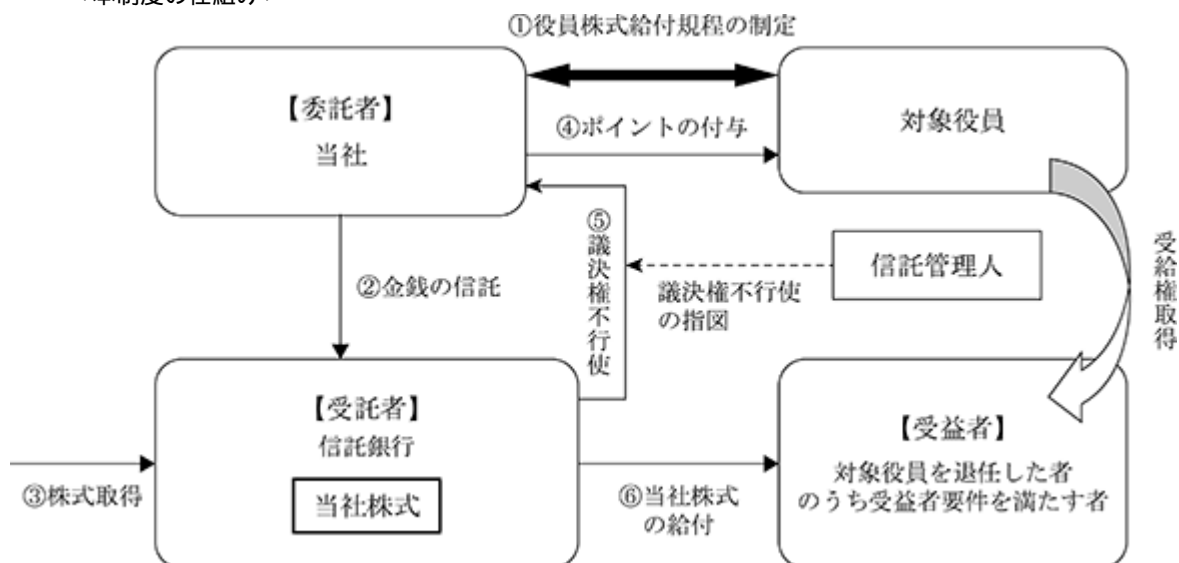 ①役員株式給付規程の制定
【委託者】
当社
④ポイントの付与
対象役員
②金銭の信託
⑤議決権不行使
議決権不行使
の指図
信託管理人
受給権取得
③株式取得
【受託者】
信託銀行
当社株式
⑥当社株式
の給付
【受益者】
対象役員を退任した者
のうち受益者要件を満たす者